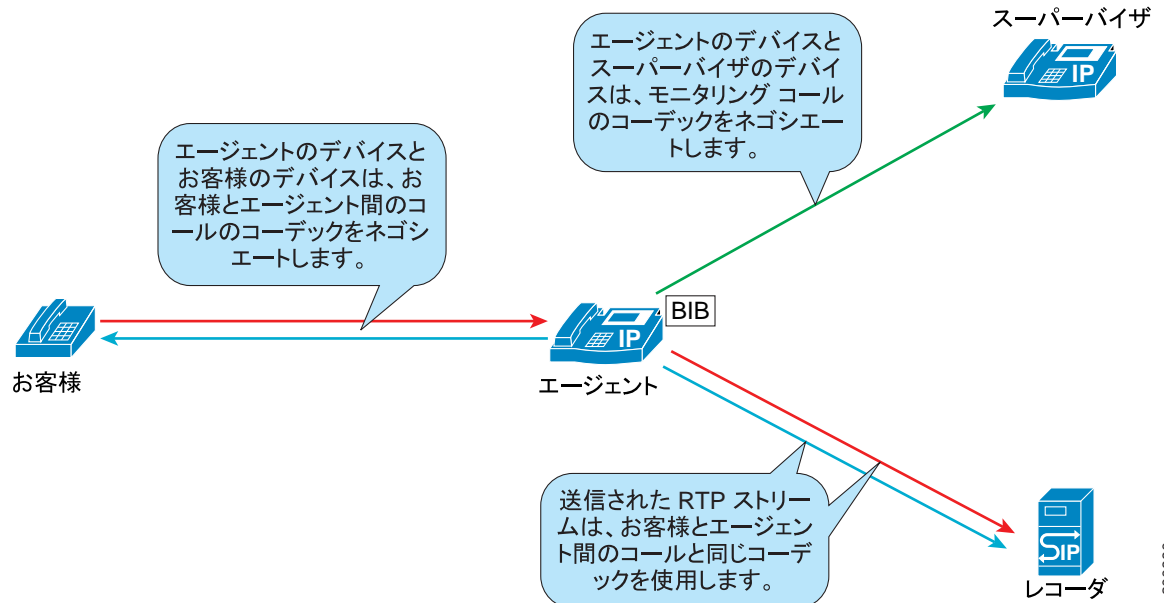 スーパーバイザ
IP
エージェントのデバイスと
スーパーバイザのデバイ
スは、モニタリング コール
のコーデックをネゴシエー
トします。
エージェントのデバイスと
お客様のデバイスは、お
客様とエージェント間のコ
ールのコーデックをネゴシ
エートします。
BIB
IP
お客様
エージェント
送信された RTP ストリー
ムは、お客様とエージェン
ト間のコールと同じコーデ
ックを使用します。
SIP
レコーダ